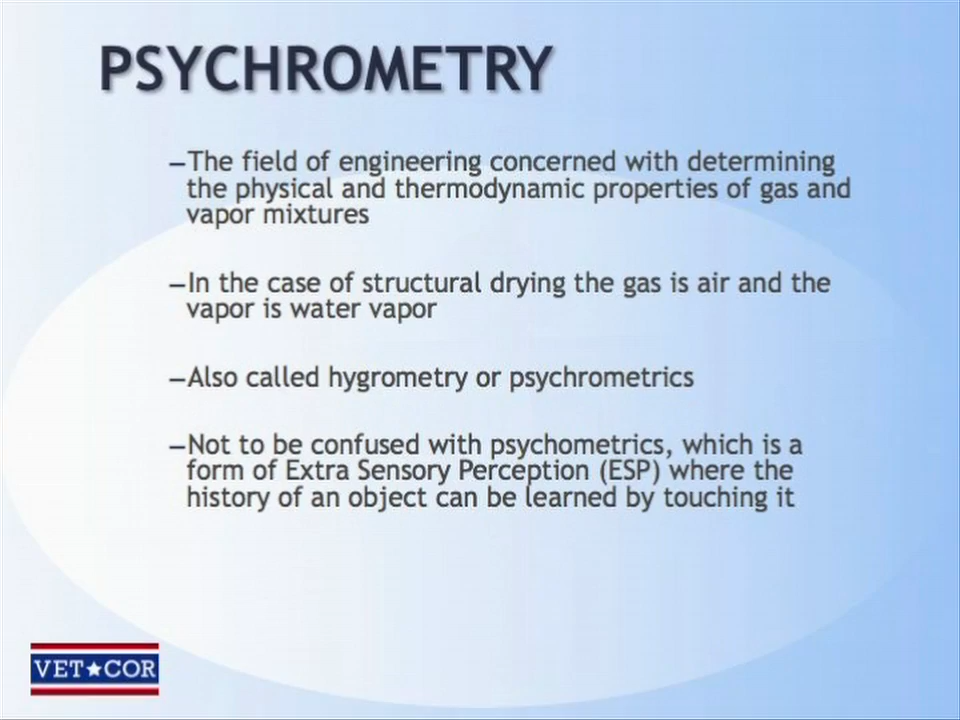 PSYCHROMETRY
–The field of engineering concerned with determining
the physical and thermodynamic properties of gas and
vapor mixtures
–In the case of structural drying the gas is air and the
vapor is water vapor
–Also called hygrometry or psychrometrics
–Not to be confused with psychometrics, which is a
form of Extra Sensory Perception (ESP) where the
history of an object can be learned by touching it
VET★COR